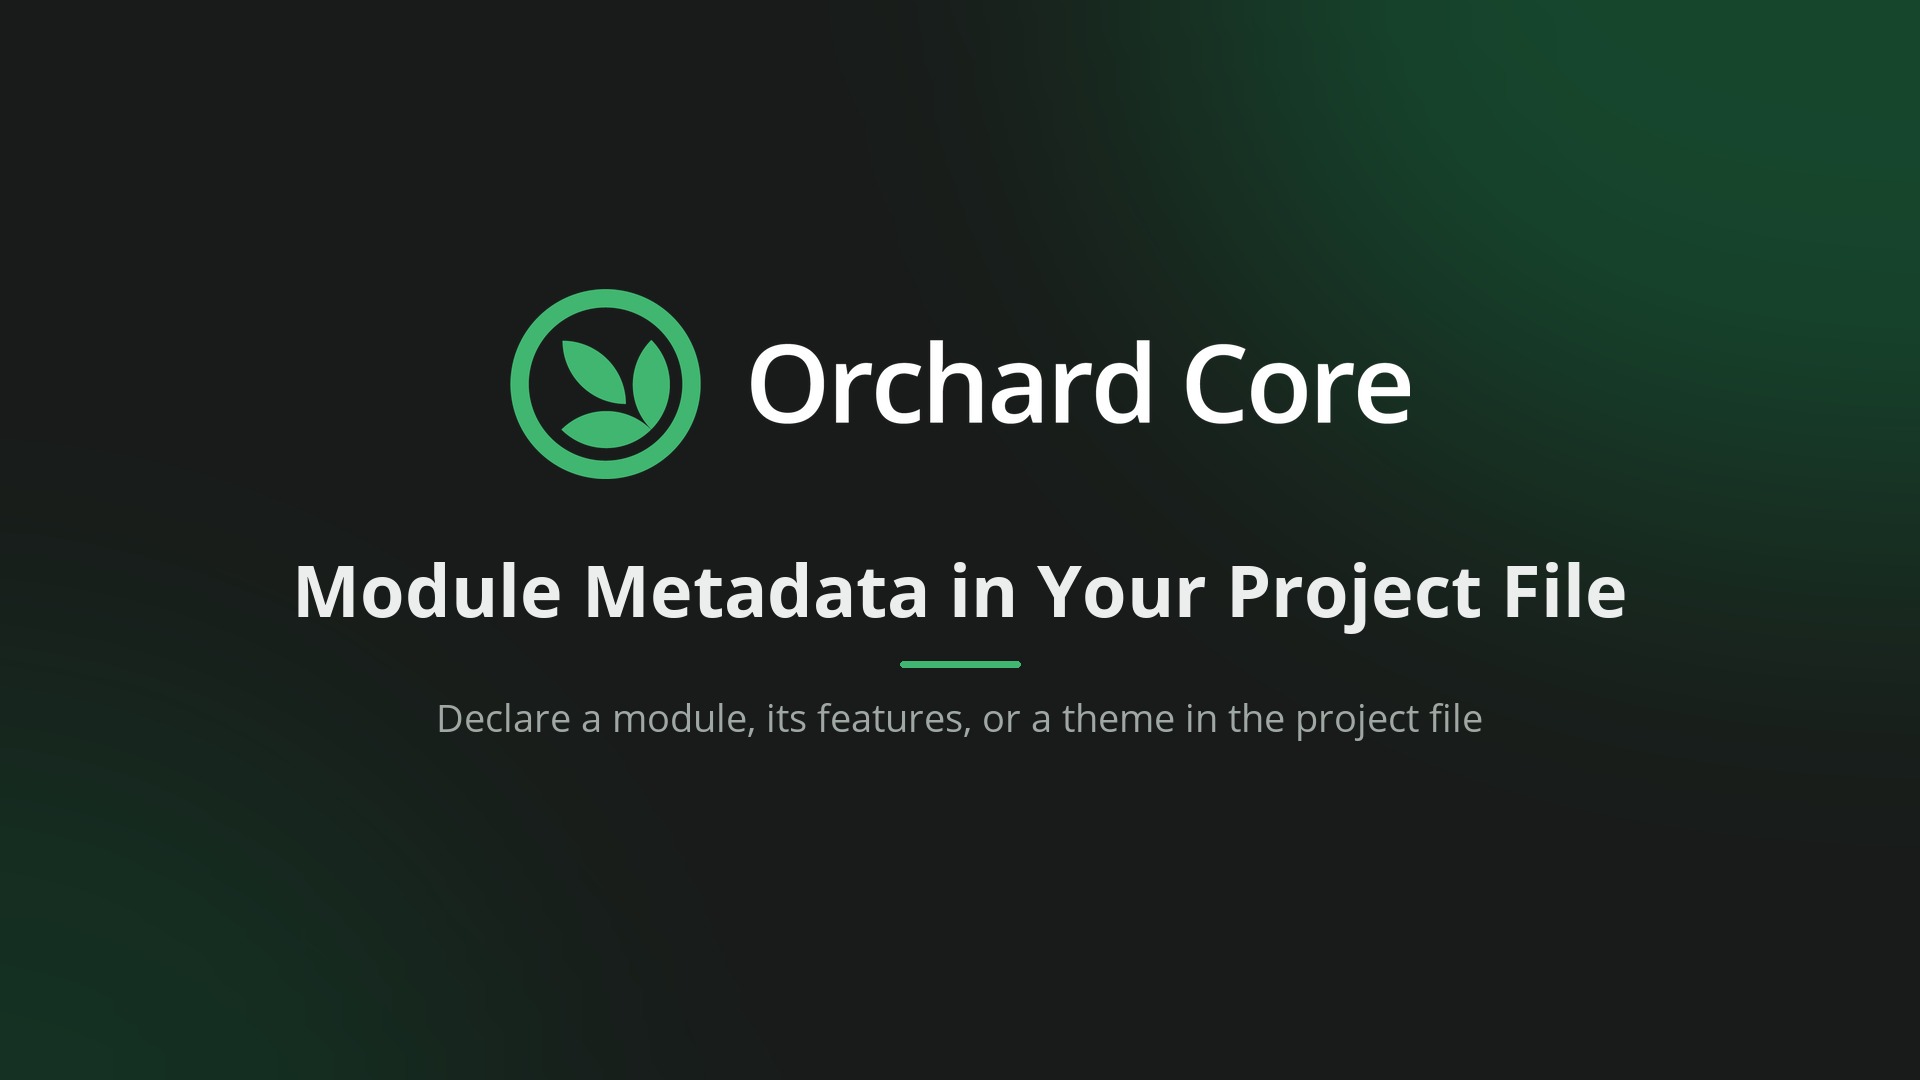 Orchard Core
Module Metadata in Your Project File
Declare a module, its features, or a theme in the project file